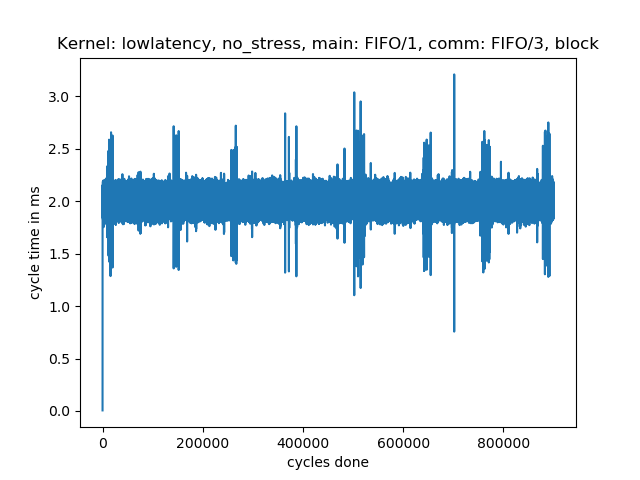 Kernel: lowlatency, no_stress, main: FIFO/1, comm: FIFO/3, block
3.0
2.5
2.0
1.5
1.0
0.5
0.0
cycle time in ms
0 200000 400000 600000 800000
cycles done